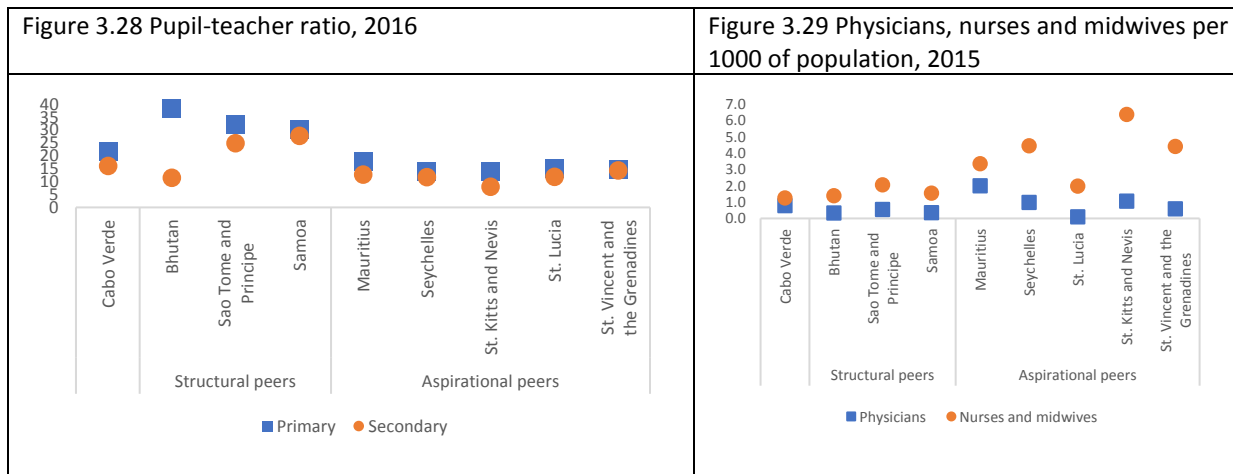 Figure 3.28 Pupil-teacher ratio, 2016
40
35
30
25
20
15
10
5
0
Cabo Verde
Bhutan
Sao Tome and
Principe
Samoa
Mauritius
Seychelles
St. Kitts and Nevis
St. Lucia
St. Vincent and
the Grenadines
Structural peers
Aspirational peers
Primary
Secondary
Figure 3.29 Physicians, nurses and midwives per
1000 of population, 2015
7.0
6.0
5.0
4.0
3.0
2.0
1.0
0.0
Cabo Verde
Bhutan
Sao Tome and
Principe
Samoa
Mauritius
Seychelles
St. Lucia
St. Kitts and Nevis
St. Vincent and the
Grenadines
Structural peers
Aspirational peers
Physicians
Nurses and midwives